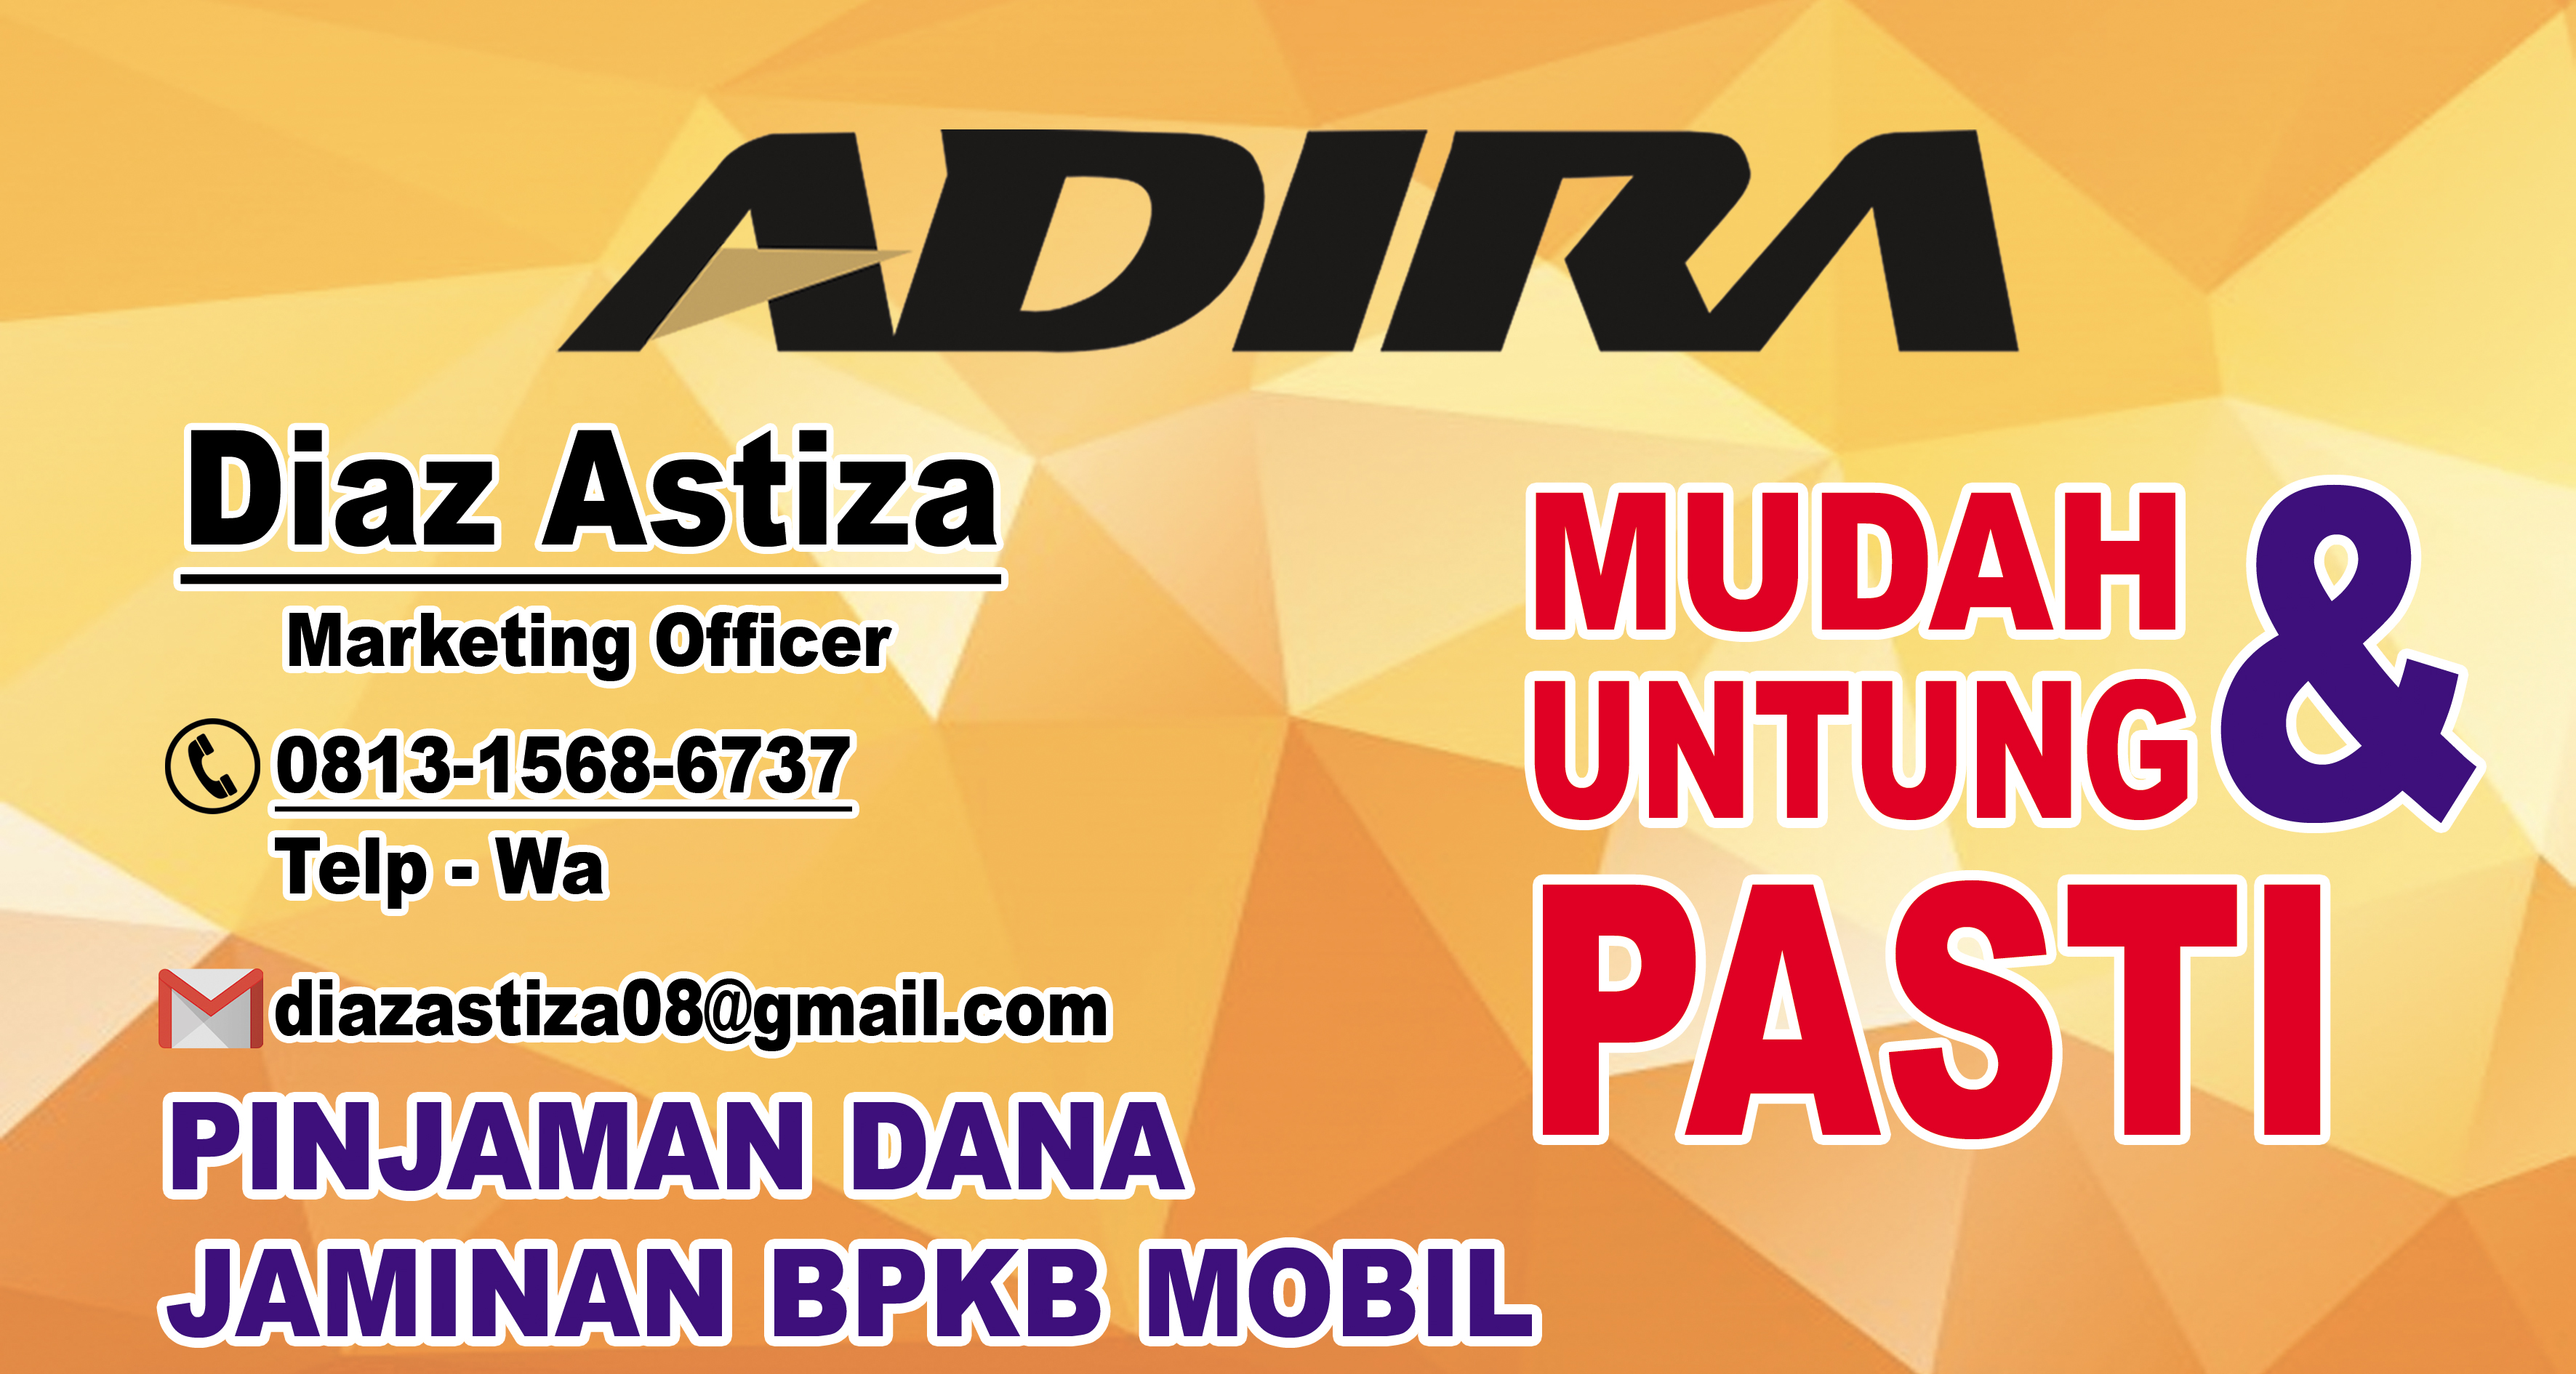 ADIRA
Diaz Astiza
Marketing Officer
0813-1568-6737
Telp - Wa
diazastiza08@gmail.com
PINJAMAN DANA
JAMINAN BPKB MOBIL
MUDAH &
UNTUNG
PASTI